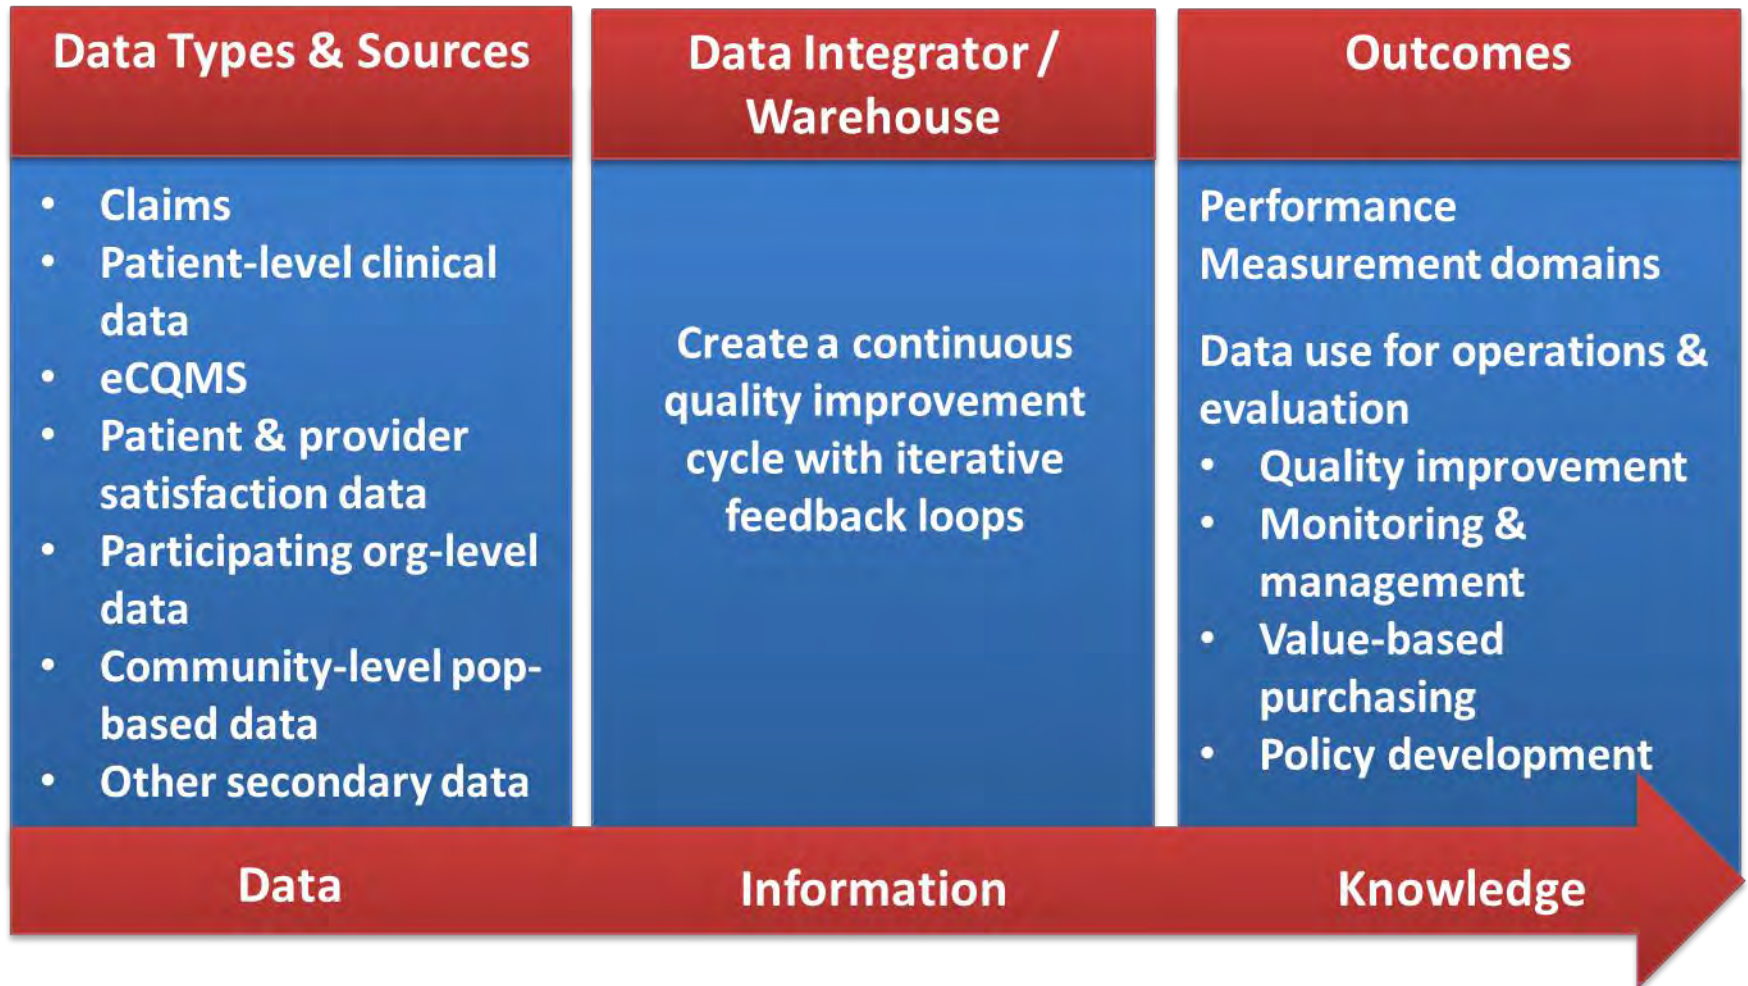 Data Types & Sources
• Claims
• Patient-level clinical
data
• eCQMS
• Patient & provider
satisfaction data
• Participating org-level
data
• Community-level pop-
based data
• Other secondary data
Data Integrator /
Warehouse
Create a continuous
quality improvement
cycle with iterative
feedback loops
Outcomes
Performance
Measurement domains
Data use for operations &
evaluation
• Quality improvement
• Monitoring &
management
• Value-based
purchasing
• Policy development
Data
Information
Knowledge